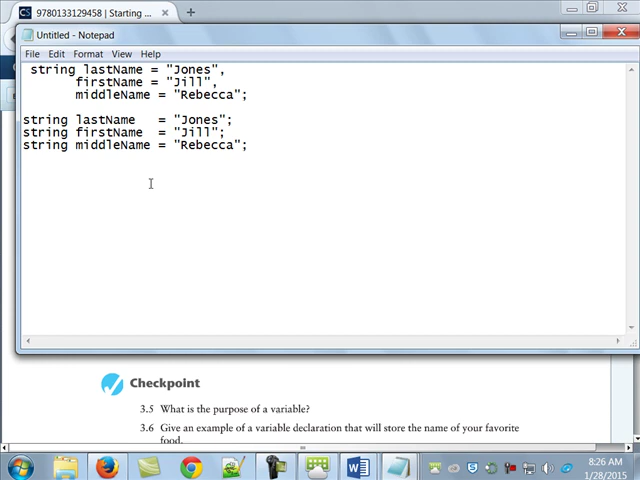 9780133129458 | Starting ...
Untitled - Notepad
File Edit Format View Help
string lastName = "Jones",
firstName = "Jill",
middleName = "Rebecca";
string lastName = "Jones";
string firstName = "Jill";
string middleName = "Rebecca";
Checkpoint
3.5 What is the purpose of a variable?
3.6 Give an example of a variable declaration that will store the name of your favorite
food.
8:26 AM
1/28/2015